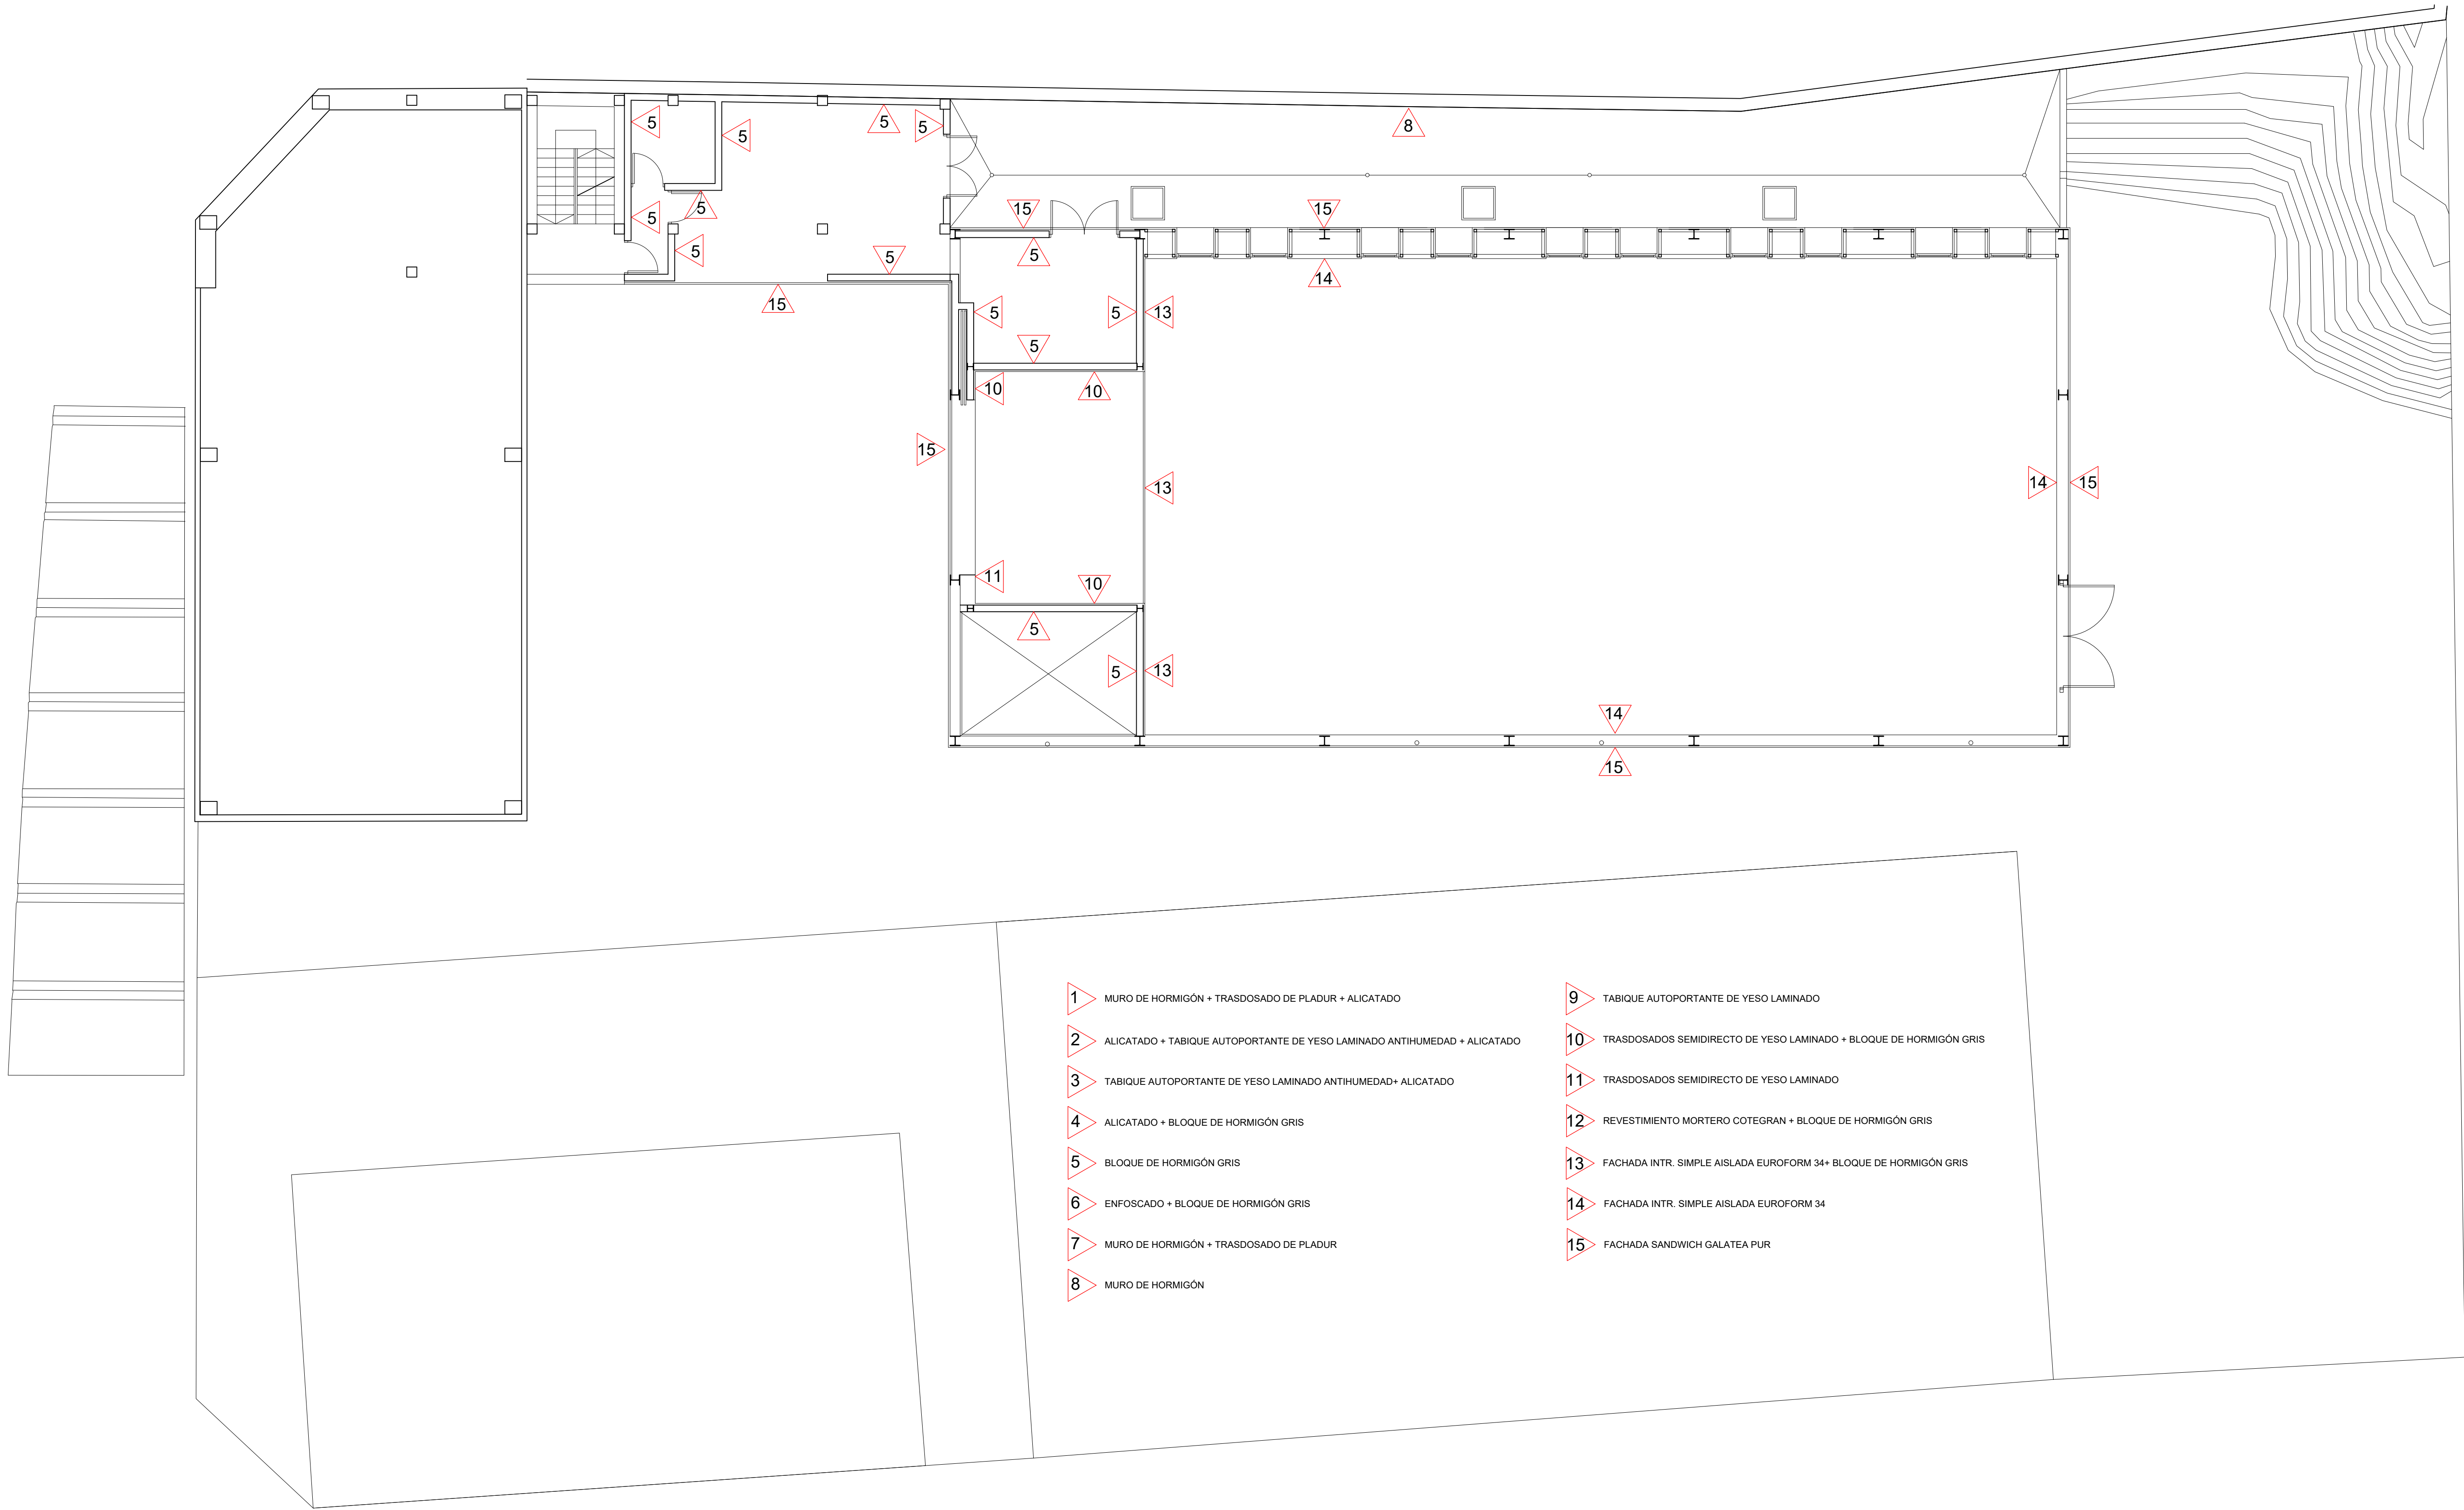 5
5
5
5
8
5
5
15
15
5
5
5
15
14
5
5
13
5
10
10
15
13
14
15
11
10
5
5
13
14
15
1 MURO DE HORMIGÓN + TRASDOSADO DE PLADUR + ALICATADO
2 ALICATADO + TABIQUE AUTOPORTANTE DE YESO LAMINADO ANTIHUMEDAD + ALICATADO
3 TABIQUE AUTOPORTANTE DE YESO LAMINADO ANTIHUMEDAD+ ALICATADO
4 ALICATADO + BLOQUE DE HORMIGÓN GRIS
5 BLOQUE DE HORMIGÓN GRIS
6 ENFOSCADO + BLOQUE DE HORMIGÓN GRIS
7 MURO DE HORMIGÓN + TRASDOSADO DE PLADUR
8 MURO DE HORMIGÓN
9 TABIQUE AUTOPORTANTE DE YESO LAMINADO
10 TRASDOSADOS SEMIDIRECTO DE YESO LAMINADO + BLOQUE DE HORMIGÓN GRIS
11 TRASDOSADOS SEMIDIRECTO DE YESO LAMINADO
12 REVESTIMIENTO MORTERO COTEGRAN + BLOQUE DE HORMIGÓN GRIS
13 FACHADA INTR. SIMPLE AISLADA EUROFORM 34+ BLOQUE DE HORMIGÓN GRIS
14 FACHADA INTR. SIMPLE AISLADA EUROFORM 34
15 FACHADA SANDWICH GALATEA PUR